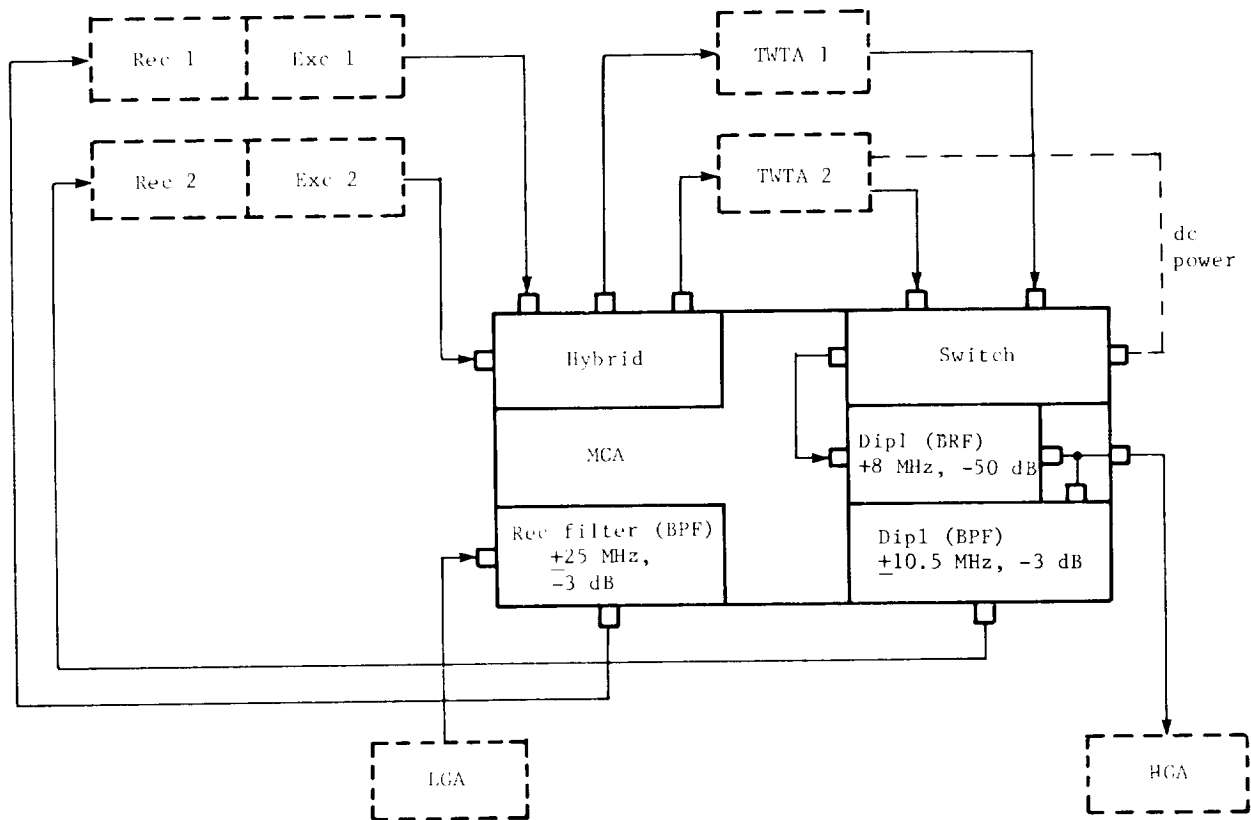 Rec 1
Exc 1
TWTA 1
Rec 2
Exc 2
TWTA 2
dc
power
Hybrid
Switch
MCA
Dipl (BRF)
+8 MHz, -50 dB
Rec filter (BPF)
±25 MHz,
-3 dB
Dipl (BPF)
±10.5 MHz, -3 dB
LGA
HGA